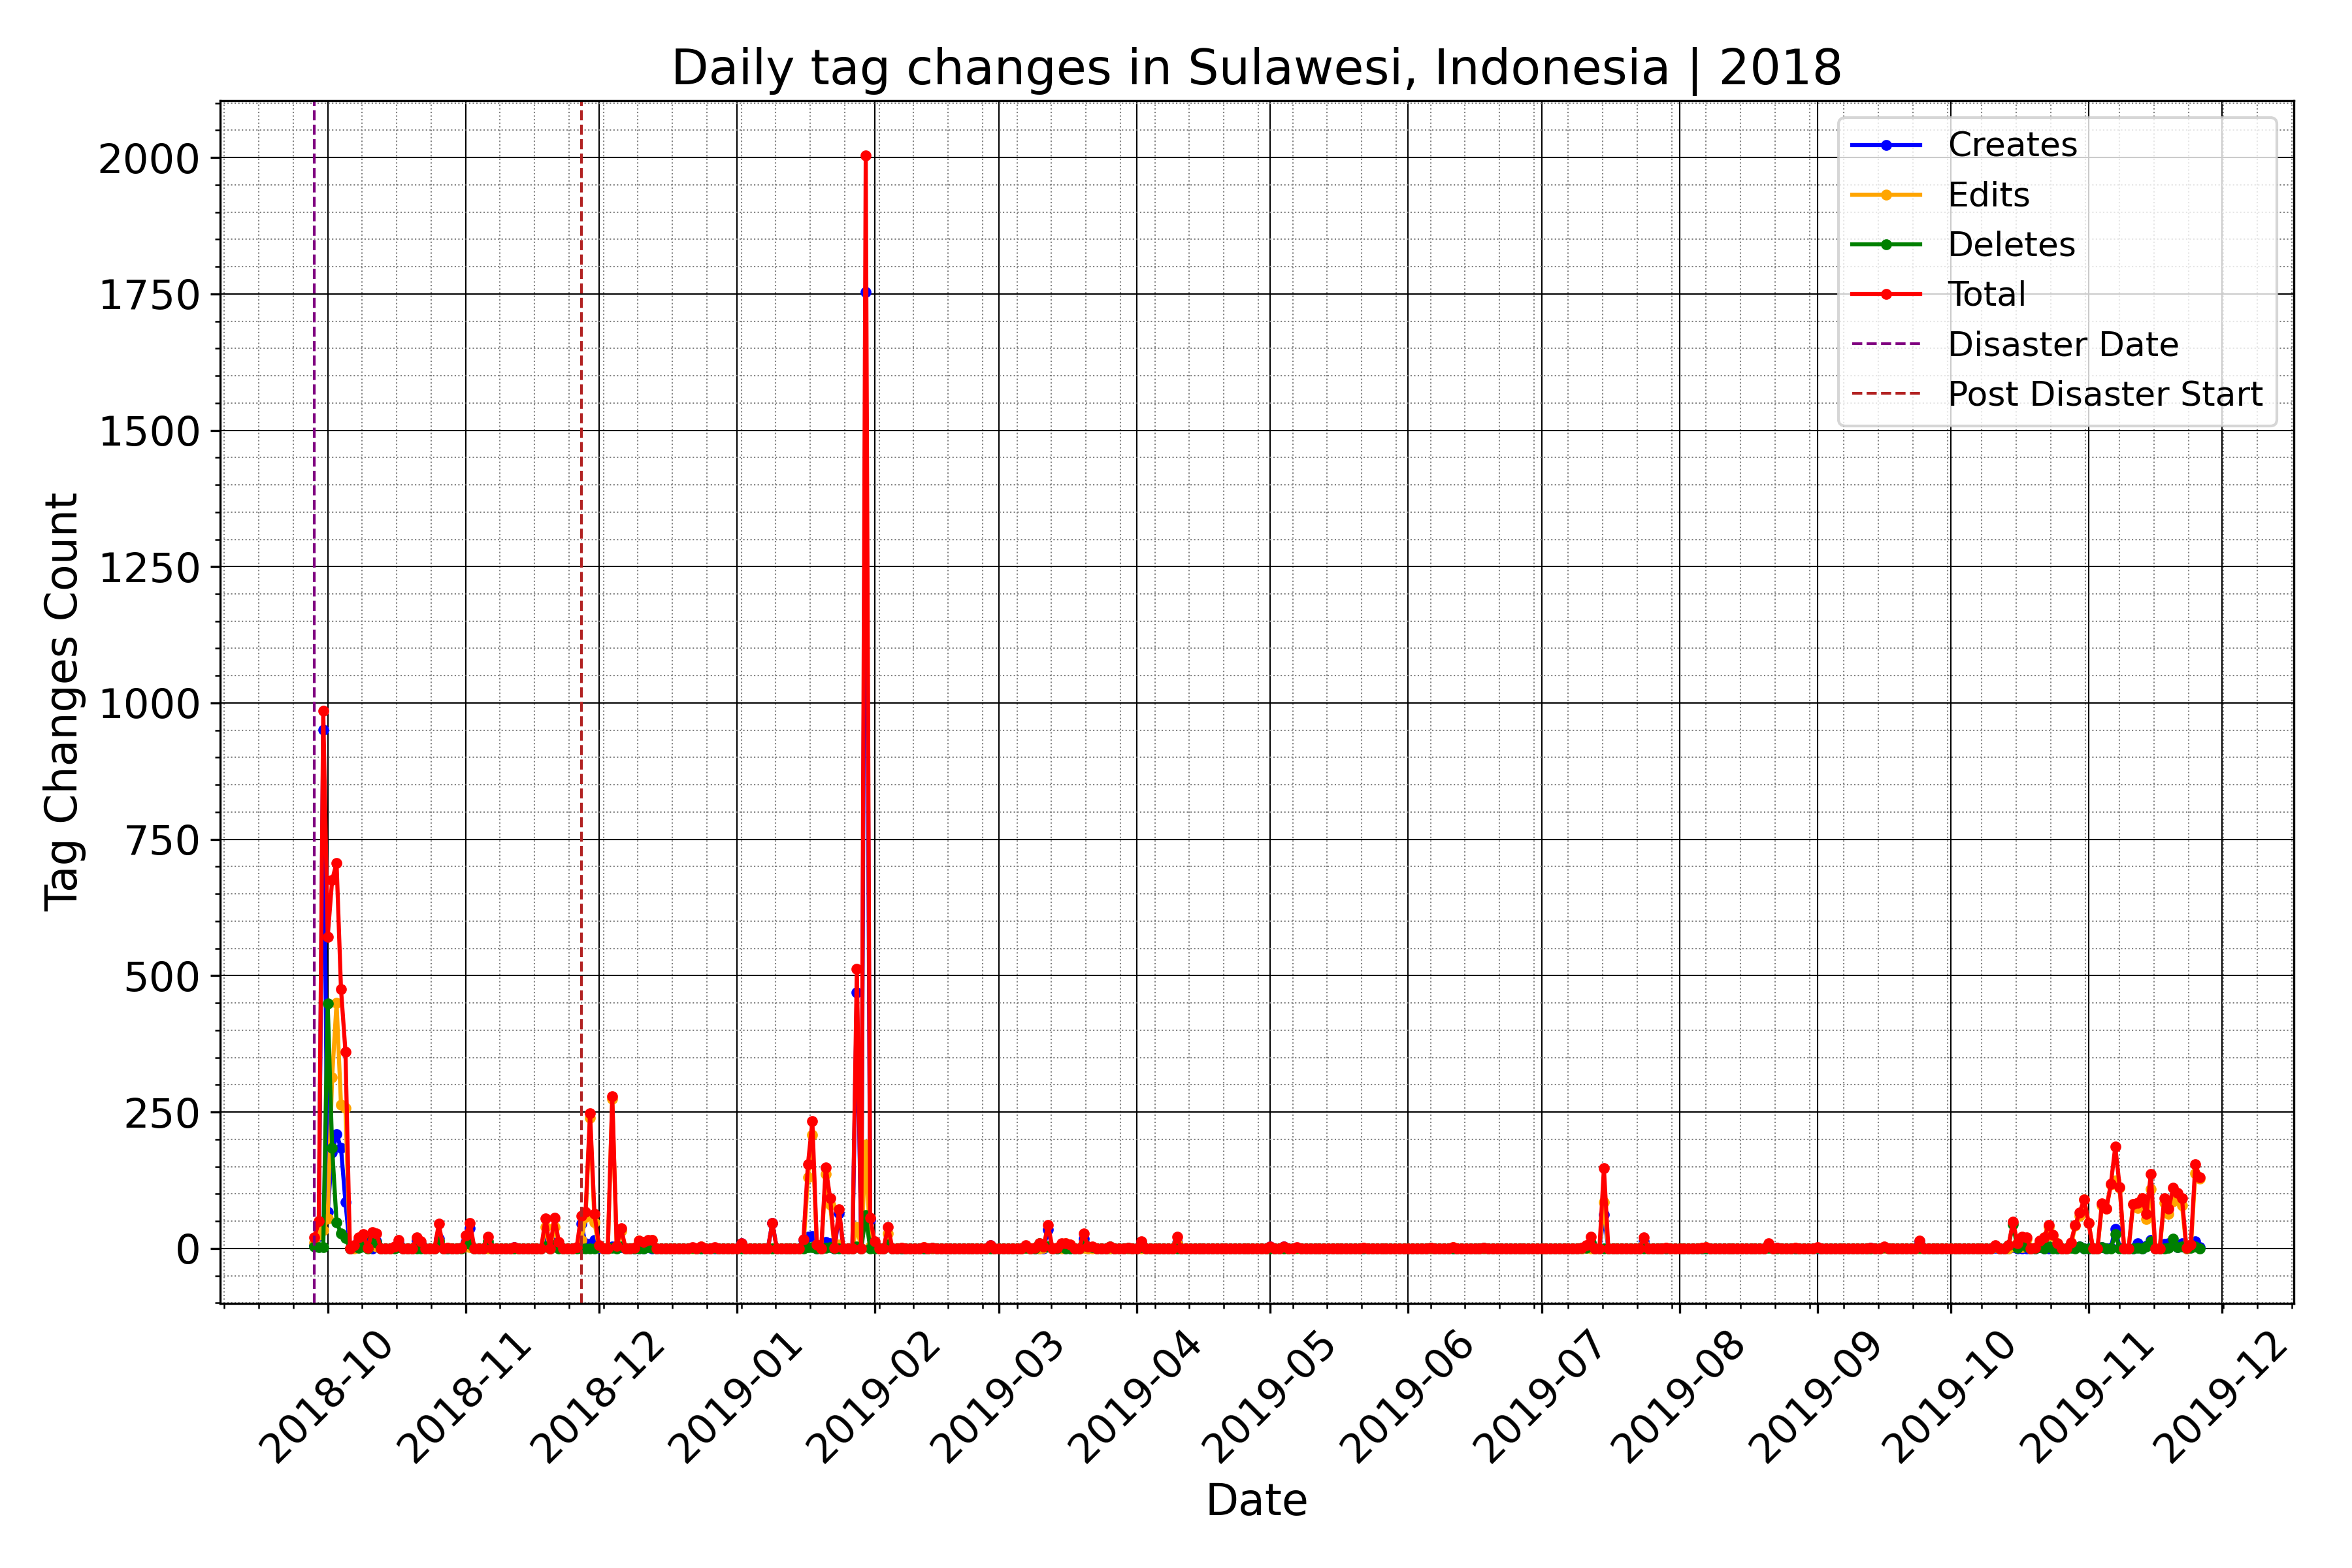 Daily tag changes in Sulawesi, Indonesia | 2018
Creates
Edits
Deletes
Total
Disaster Date
Post Disaster Start
Tag Changes Count
2000
1750
1500
1250
1000
750
500
250
0
2018-10
2018-11
2018-12
2019-01
2019-02
2019-03
2019-04
2019-05
2019-06
2019-07
2019-08
2019-09
2019-10
2019-11
2019-12
Date